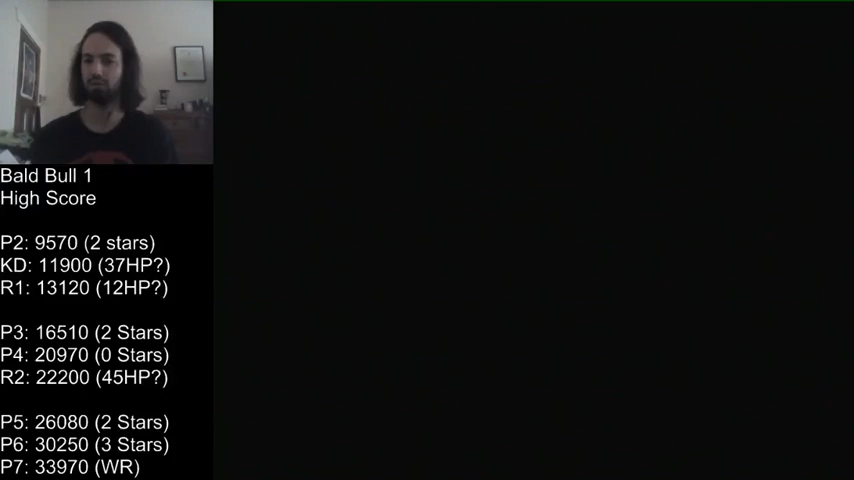 Bald Bull 1
High Score
P2: 9570 (2 stars)
KD: 11900 (37HP?)
R1: 13120 (12HP?)
P3: 16510 (2 Stars)
P4: 20970 (0 Stars)
R2: 22200 (45HP?)
P5: 26080 (2 Stars)
P6: 30250 (3 Stars)
P7: 33970 (WR)